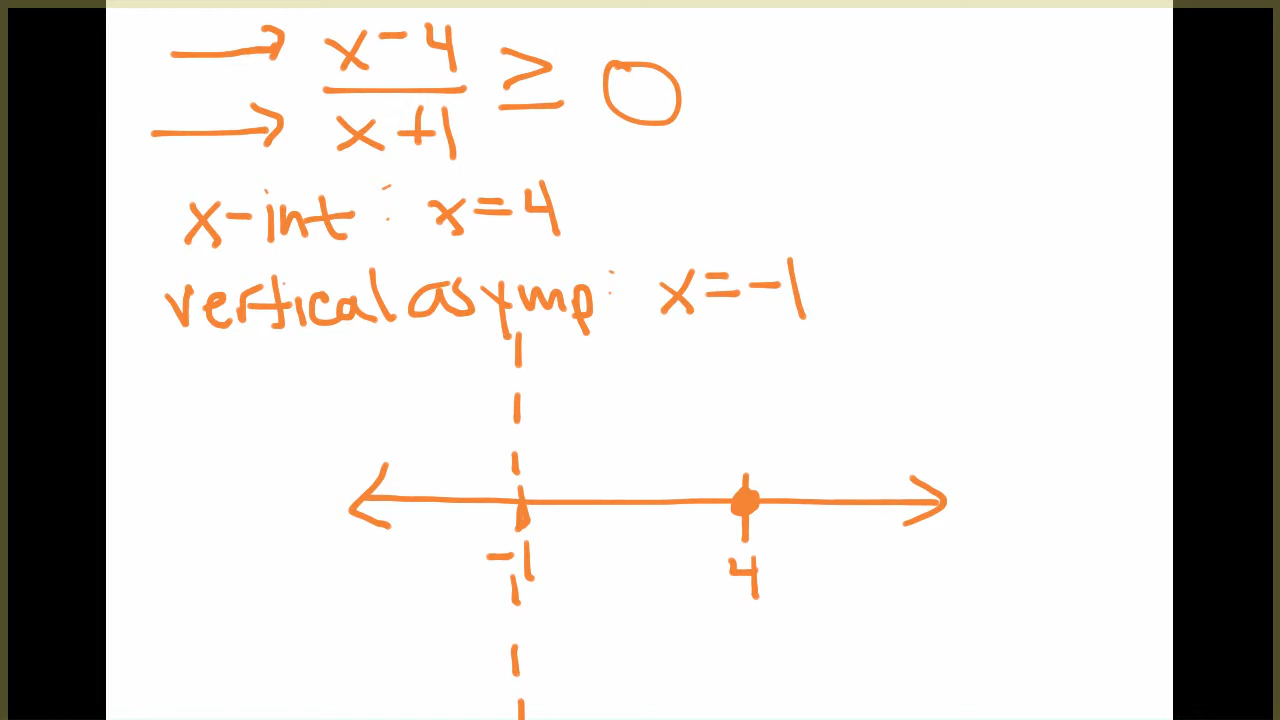 x-4
x+1 ≥ 0
x-int: x=4
vertical asymp: x=-1
-1 4